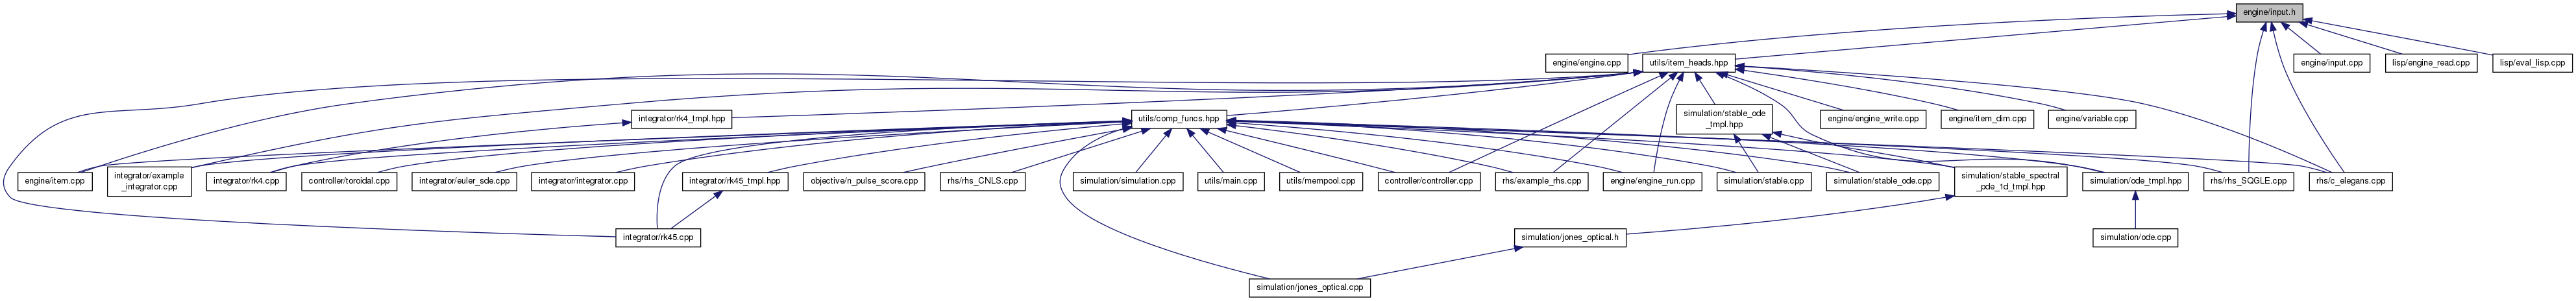 engine/input.h
engine/engine.cpp
utils/item_heads.hpp
engine/input.cpp
lisp/engine_read.cpp
lisp/eval_lisp.cpp
integrator/rk4_tmpl.hpp
utils/comp_funcs.hpp
simulation/stable_ode
_tmpl.hpp
engine/engine_write.cpp
engine/item_dim.cpp
engine/variable.cpp
engine/item.cpp
integrator/example
_integrator.cpp
integrator/rk4.cpp
controller/toroidal.cpp
integrator/euler_sde.cpp
integrator/integrator.cpp
integrator/rk45_tmpl.hpp
objective/n_pulse_score.cpp
rhs/rhs_CNLS.cpp
simulation/simulation.cpp
utils/main.cpp
utils/mempool.cpp
controller/controller.cpp
rhs/example_rhs.cpp
engine/engine_run.cpp
simulation/stable.cpp
simulation/stable_ode.cpp
simulation/stable_spectral
_pde_1d_tmpl.hpp
simulation/ode_tmpl.hpp
rhs/rhs_SQGLE.cpp
rhs/c_elegans.cpp
integrator/rk45.cpp
simulation/jones_optical.h
simulation/ode.cpp
simulation/jones_optical.cpp